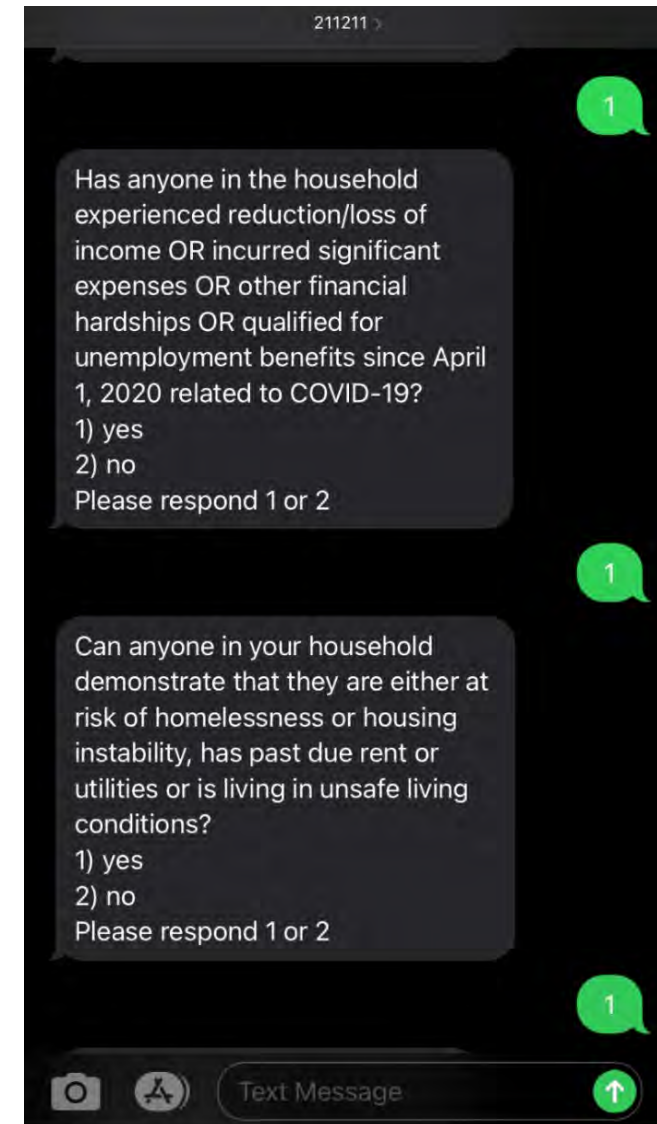 211211 >
1
Has anyone in the household
experienced reduction/loss of
income OR incurred significant
expenses OR other financial
hardships OR qualified for
unemployment benefits since April
1, 2020 related to COVID-19?
1) yes
2) no
Please respond 1 or 2
1
Can anyone in your household
demonstrate that they are either at
risk of homelessness or housing
instability, has past due rent or
utilities or is living in unsafe living
conditions?
1) yes
2) no
Please respond 1 or 2
1
Text Message